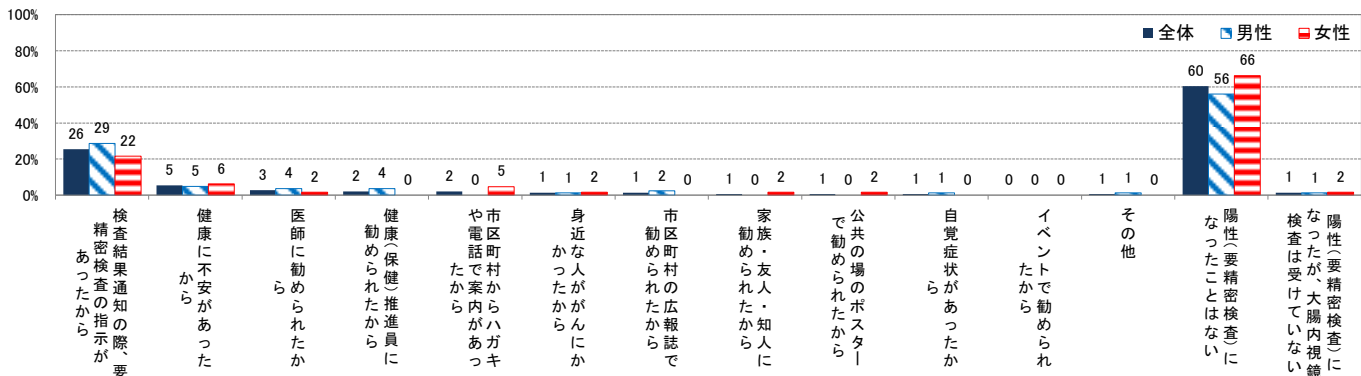 100%
80%
60%
40%
20%
0%
全体 男性 女性
26 29 22
5 5 6
3 4 2
2 4 0
2 0 5
1 1 2
1 2 0
1 0 2
1 0 2
1 1 0
0 0 0
1 1 0
60 56 66
1 1 2
検査結果通知の際、要
精密検査の指示が
あったから
健康に不安があった
から
医師に勧められたか
ら
健康(保健)推進員に
勧められたから
市区町村からハガキ
や電話で案内があっ
たから
身近な人ががんにか
かったから
市区町村の広報誌で
勧められたから
家族・友人・知人に
勧められたから
公共の場のポスター
で勧められたから
自覚症状があったか
ら
イベントで勧められ
たから
その他
陽性(要精密検査)に
なったことはない
陽性(要精密検査)に
なったが、大腸内視鏡
検査は受けていない